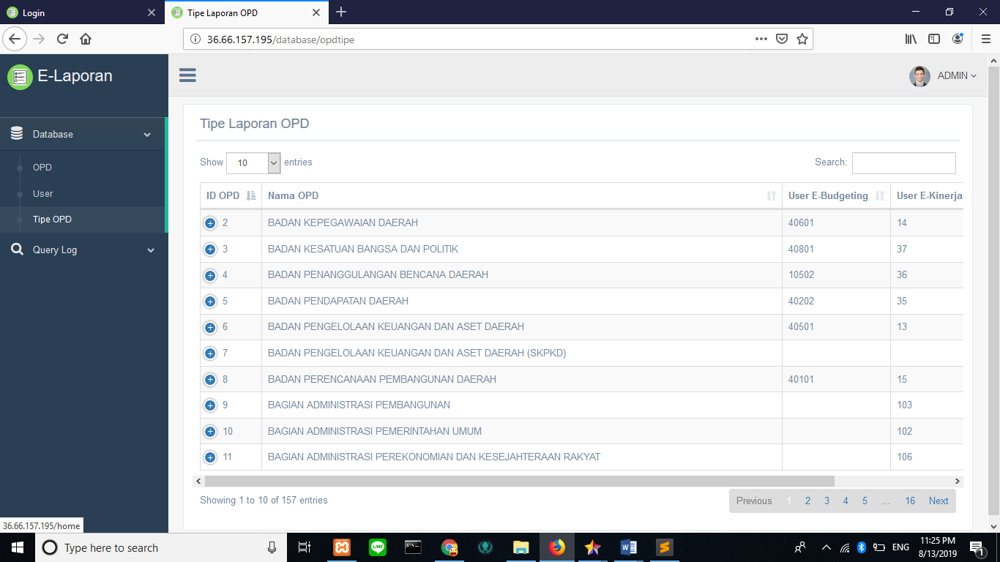 Login
Tipe Laporan OPD
36.66.157.195/database/opdtipe
E-Laporan
ADMIN
Database
OPD
User
Tipe OPD
Query Log
Tipe Laporan OPD
Show 10 entries
Search:
ID OPD Nama OPD User E-Budgeting User E-Kinerja
2 BADAN KEPEGAWAIAN DAERAH 40601 14
3 BADAN KESATUAN BANGSA DAN POLITIK 40801 37
4 BADAN PENANGGULANGAN BENCANA DAERAH 10502 36
5 BADAN PENDAPATAN DAERAH 40202 35
6 BADAN PENGELOLAAN KEUANGAN DAN ASET DAERAH 40501 13
7 BADAN PENGELOLAAN KEUANGAN DAN ASET DAERAH (SKPKD)
8 BADAN PERENCANAAN PEMBANGUNAN DAERAH 40101 15
9 BAGIAN ADMINISTRASI PEMBANGUNAN 103
10 BAGIAN ADMINISTRASI PEMERINTAHAN UMUM 102
11 BAGIAN ADMINISTRASI PEREKONOMIAN DAN KESEJAHTERAAN RAKYAT 106
Showing 1 to 10 of 157 entries
Previous 1 2 3 4 5 … 16 Next
36.66.157.195/home
Type here to search
LINE
ENG
11:25 PM
8/13/2019
1